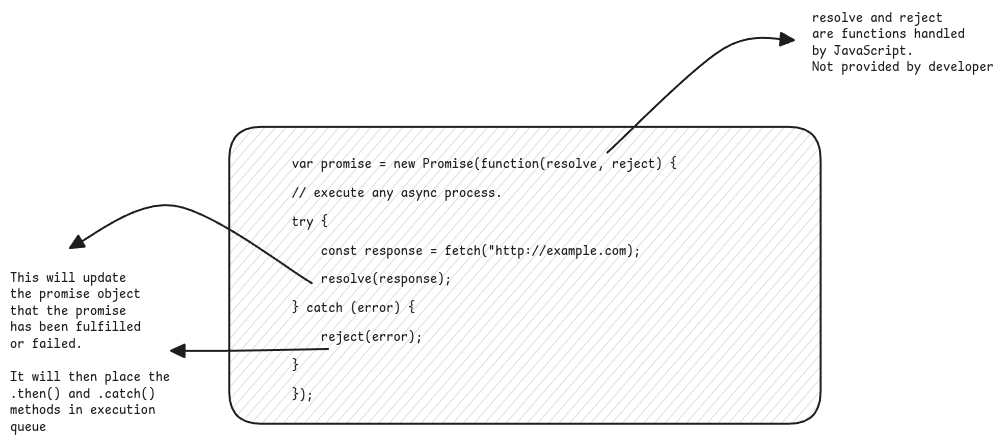 resolve and reject
are functions handled
by JavaScript.
Not provided by developer
var promise = new Promise(function(resolve, reject) {
// execute any async process.
try {
const response = fetch("http://example.com);
resolve(response);
} catch (error) {
reject(error);
}
});
This will update
the promise object
that the promise
has been fulfilled
or failed.
It will then place the
.then() and .catch()
methods in execution
queue